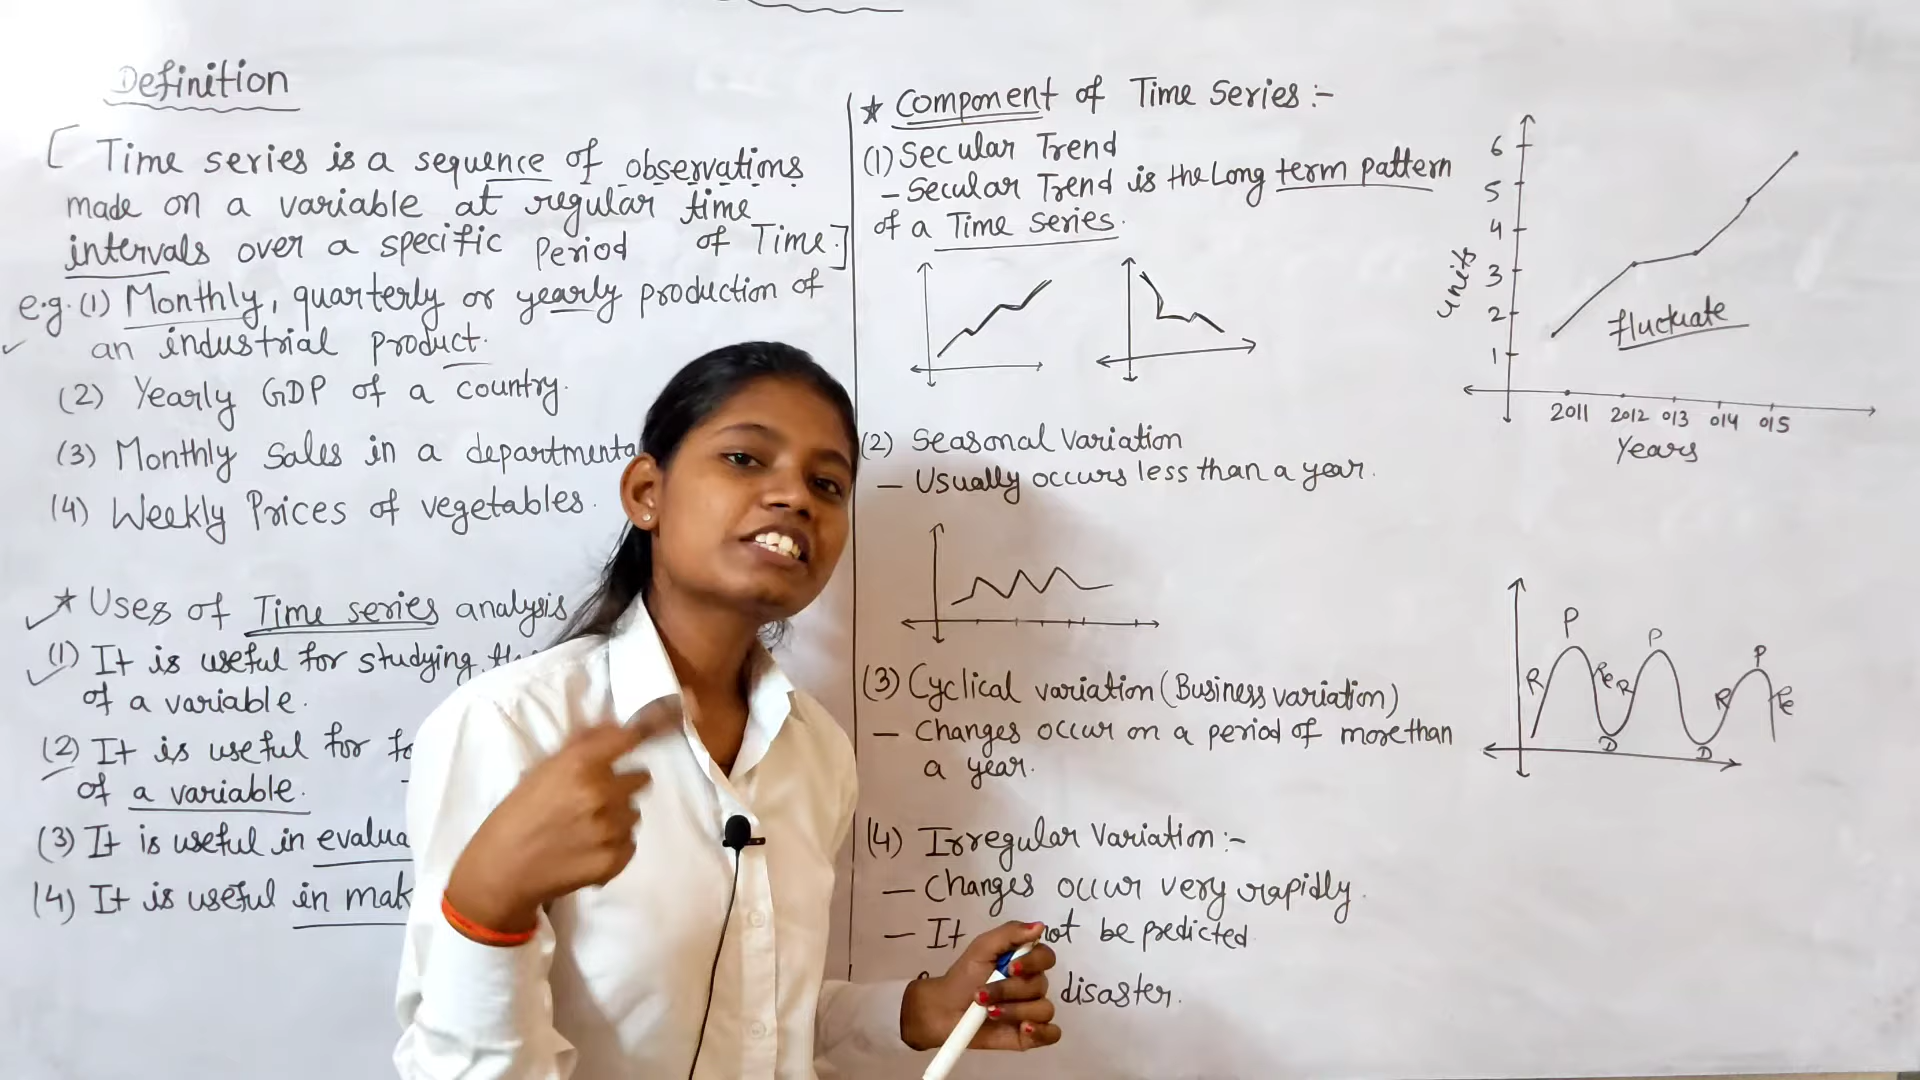 Definition
[ Time series is a sequence of observations
made on a variable at regular time
intervals over a specific Period of Time.]
e.g. (1) Monthly, quarterly or yearly production of
an industrial product.
(2) Yearly GDP of a country.
(3) Monthly Sales in a departmenta
(4) Weekly Prices of vegetables.
★ Uses of Time series analysis
(1) It is useful for studying
of a variable.
(2) It is useful for
of a variable.
(3) It is useful in evalua
(4) It is useful in mak
★ Component of Time Series :-
(1) Secular Trend
- Secular Trend is the Long term pattern
of a Time series.
(2) Seasonal Variation
- Usually occurs less than a year.
(3) Cyclical variation (Business variation)
- Changes occur on a period of more than
a year.
(4) Irregular Variation :-
- Changes occur very rapidly.
- It not be predicted
disaster.
6
5
4
3
2
1
units
fluctuate
2011 2012 013 014 015
Years
P P P
R Re R R Re
D D